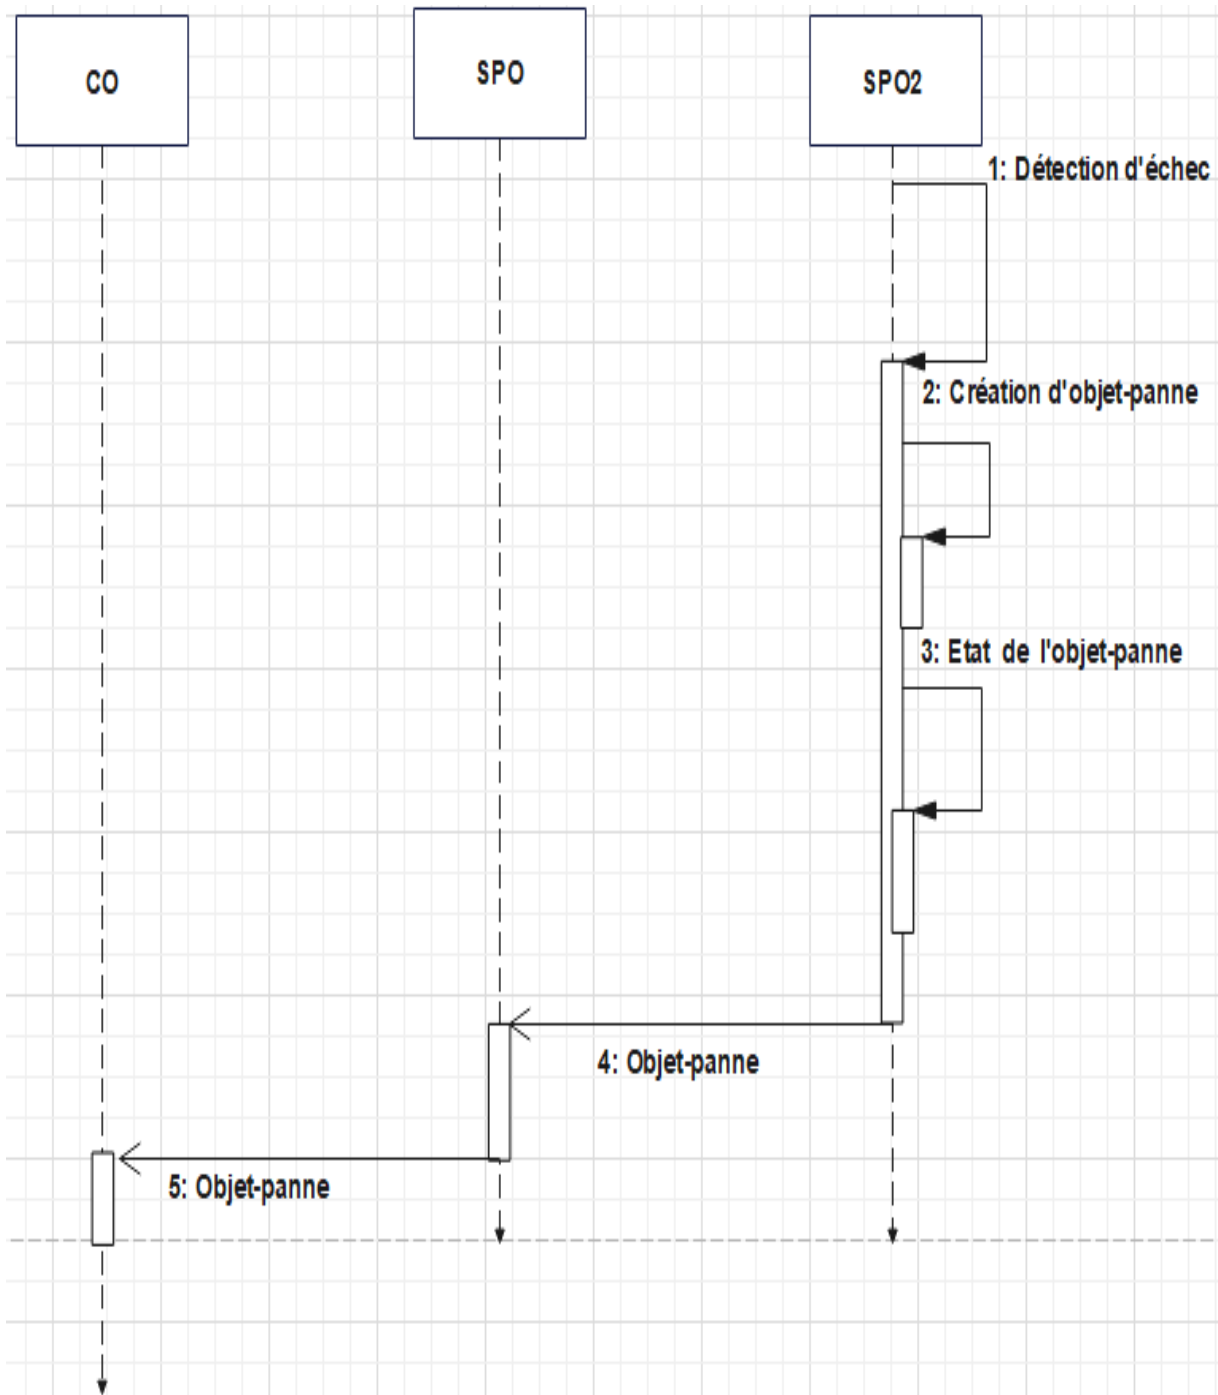 CO
SPO
SPO2
1: Détection d'échec
2: Création d'objet-panne
3: Etat de l'objet-panne
4: Objet-panne
5: Objet-panne